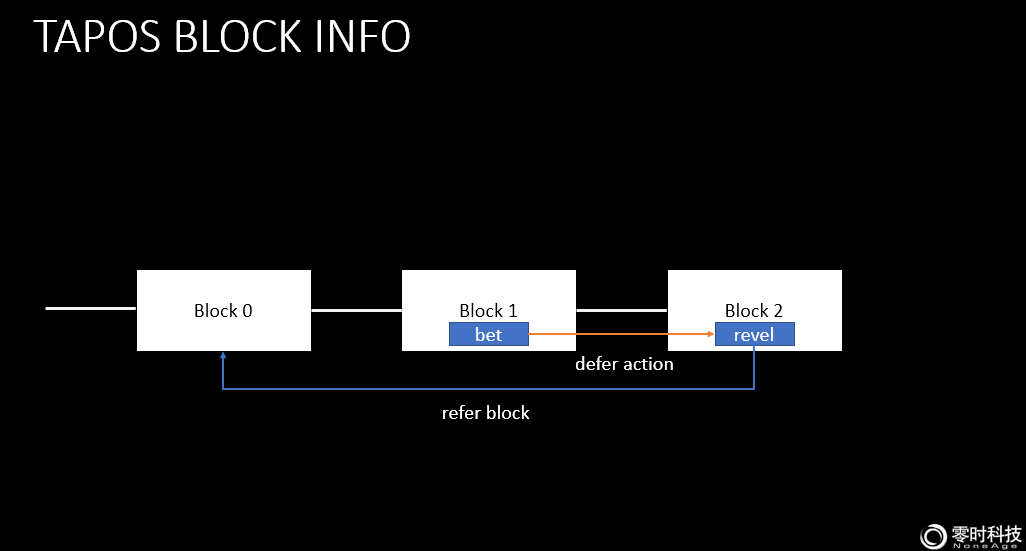 TAPOS BLOCK INFO
Block 0
Block 1
Block 2
bet
revel
defer action
refer block
零时科技
NoneAge